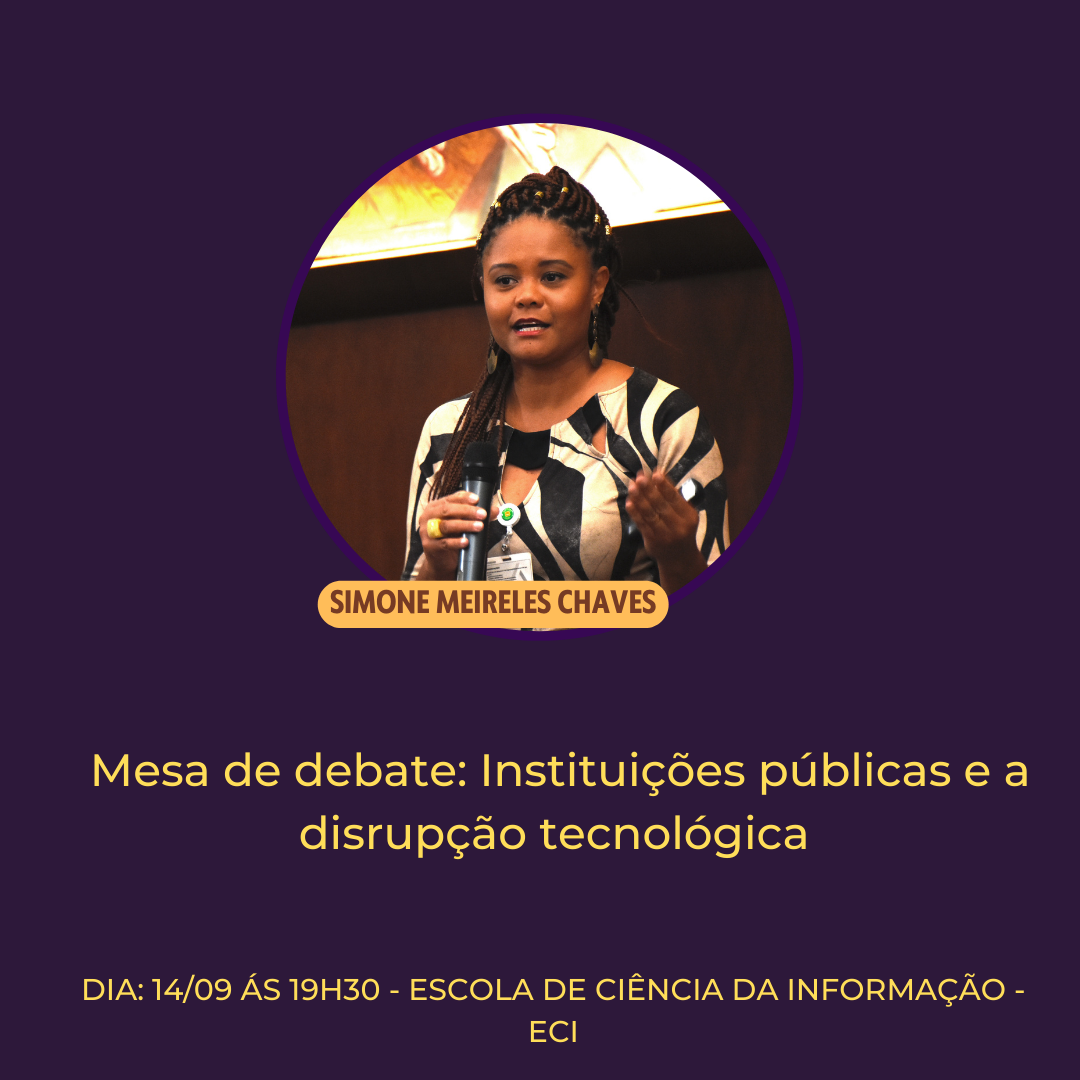 SIMONE MEIRELES CHAVES
Mesa de debate: Instituições públicas e a
disrupção tecnológica
DIA: 14/09 ÁS 19H30 - ESCOLA DE CIÊNCIA DA INFORMAÇÃO -
ECI